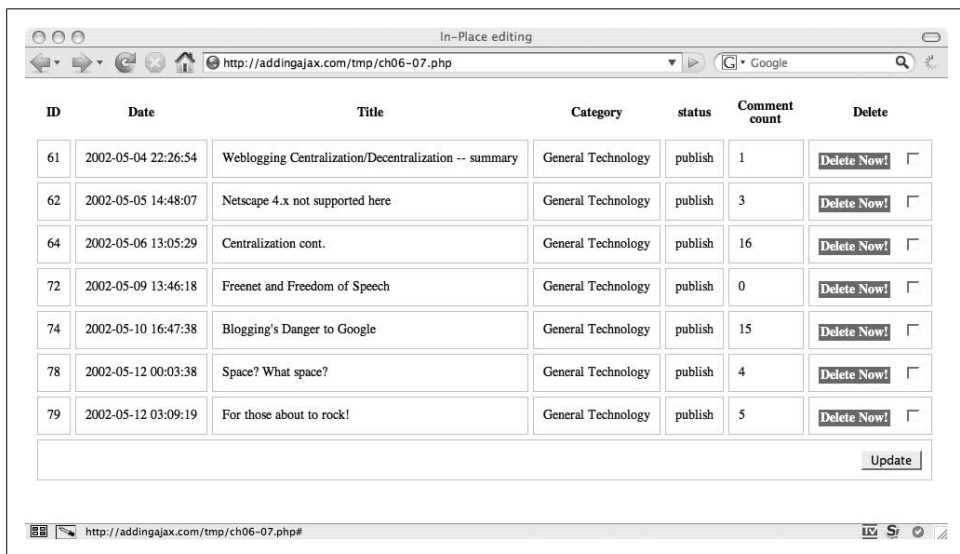 In-Place editing
http://addingajax.com/tmp/ch06-07.php G Google
ID Date Title Category status Comment count Delete
61 2002-05-04 22:26:54 Weblogging Centralization/Decentralization -- summary General Technology publish 1 Delete Now!
62 2002-05-05 14:48:07 Netscape 4.x not supported here General Technology publish 3 Delete Now!
64 2002-05-06 13:05:29 Centralization cont. General Technology publish 16 Delete Now!
72 2002-05-09 13:46:18 Freenet and Freedom of Speech General Technology publish 0 Delete Now!
74 2002-05-10 16:47:38 Blogging's Danger to Google General Technology publish 15 Delete Now!
78 2002-05-12 00:03:38 Space? What space? General Technology publish 4 Delete Now!
79 2002-05-12 03:09:19 For those about to rock! General Technology publish 5 Delete Now!
Update
http://addingajax.com/tmp/ch06-07.php#